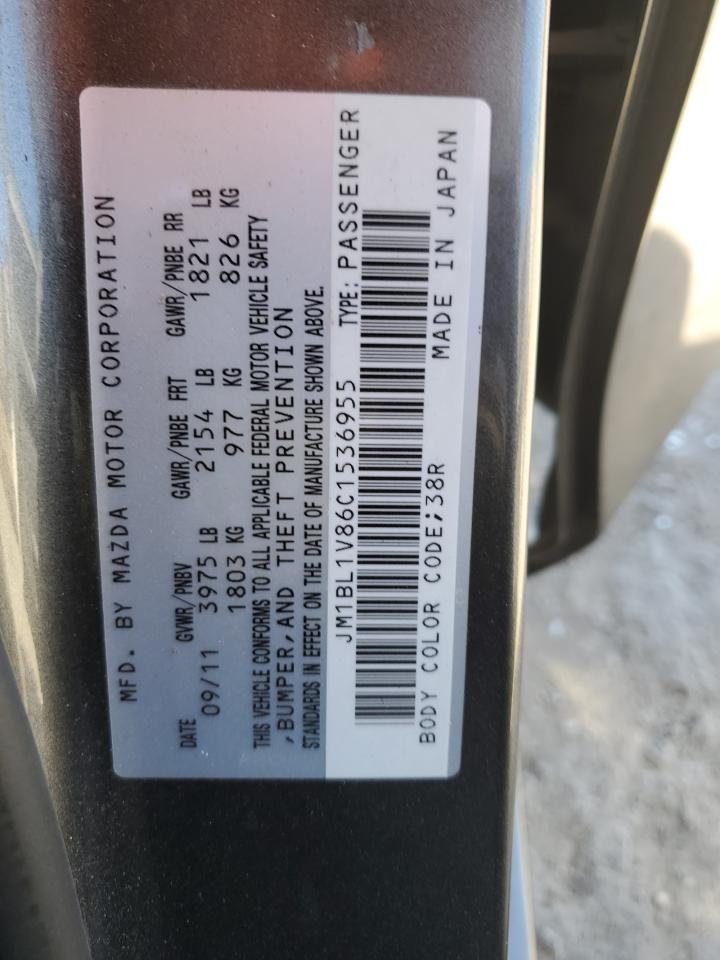 MFD. BY MAZDA MOTOR CORPORATION
DATE GVWR/PNBV GAWR/PNBE FRT GAWR/PNBE RR
09/11 3975 LB 2154 LB 1821 LB
1803 KG 977 KG 826 KG
THIS VEHICLE CONFORMS TO ALL APPLICABLE FEDERAL MOTOR VEHICLE SAFETY
,BUMPER,AND THEFT PREVENTION
STANDARDS IN EFFECT ON THE DATE OF MANUFACTURE SHOWN ABOVE.
JM1BL1V86C1536955 TYPE: PASSENGER
BODY COLOR CODE;38R MADE IN JAPAN